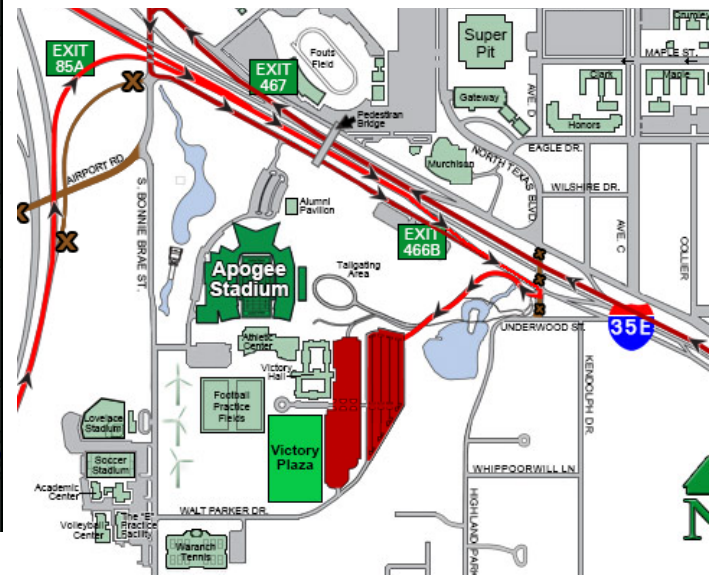 Crumley
Super
Pit
MAPLE ST.
Fouts
Field
EXIT
85A
EXIT
467
Clark
Maple
AVE. D
Gateway
Honors
Pedestiran
Bridge
EAGLE DR.
Murchisan
NORTH TEXAS BLVD.
WILSHIRE DR.
AIRPORT RD.
S. BONNIE BRAE ST.
Alumni
Pavilion
AVE. C
COLLIER
EXIT
466B
Apogee
Stadium
Tailgating
Area
35E
UNDERWOOD ST.
Athletic
Center
Victory
Hall
KENDOLPH DR.
Football
Practice
Fields
Lovelace
Stadium
Victory
Plaza
Soccer
Stadium
WHIPPOORWILL LN
Academic
Center
HIGHLAND PARK
WALT PARKER DR.
Volleyball
Center
The "E"
Practice
Facility
Waranch
Tennis
N